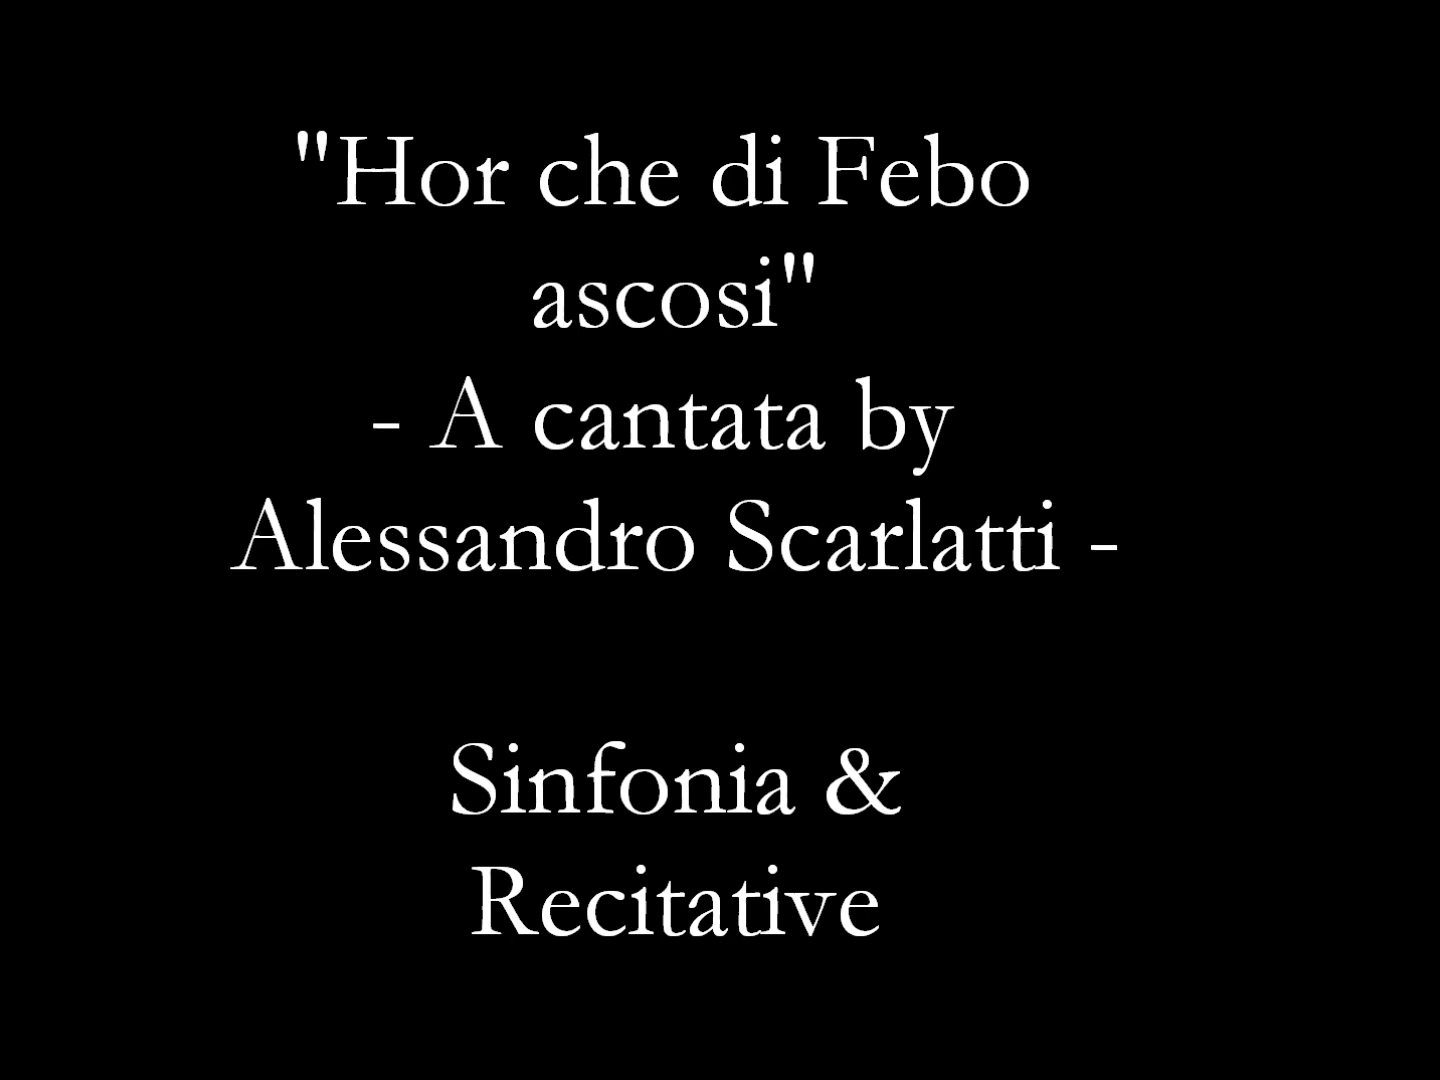 "Hor che di Febo
ascosi"
- A cantata by
Alessandro Scarlatti -
Sinfonia &
Recitative